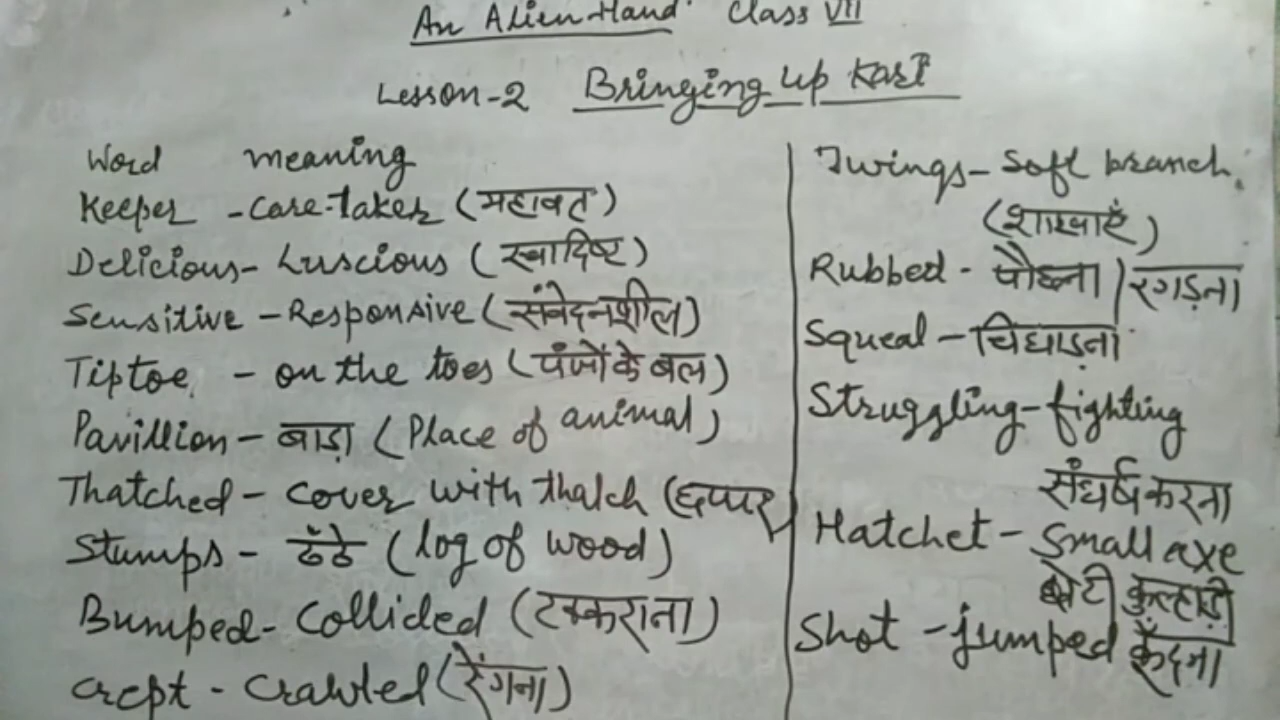 An Alien Hand Class VII
Lesson-2 Bringing Up Kari
Word meaning
Keeper - Care-taker (महावत)
Delicious - Luscious (स्वादिष्ट)
Sensitive - Responsive (संवेदनशील)
Tiptoe - on the toes (पंजों के बल)
Pavillion - बाड़ा (Place of animal)
Thatched - Cover with thatch (छप्पर)
Stumps - ठूँठे (log of wood)
Bumped - Collided (टकराना)
Crept - Crawled (रेंगना)
Twings - Soft branch.
(शाखाएं)
Rubbed - पौछना / रगड़ना
Squeal - चिघाडना
Struggling - fighting
संघर्ष करना
Hatchet - Small axe
छोटी कुल्हाड़ी
Shot - jumped कूँदना